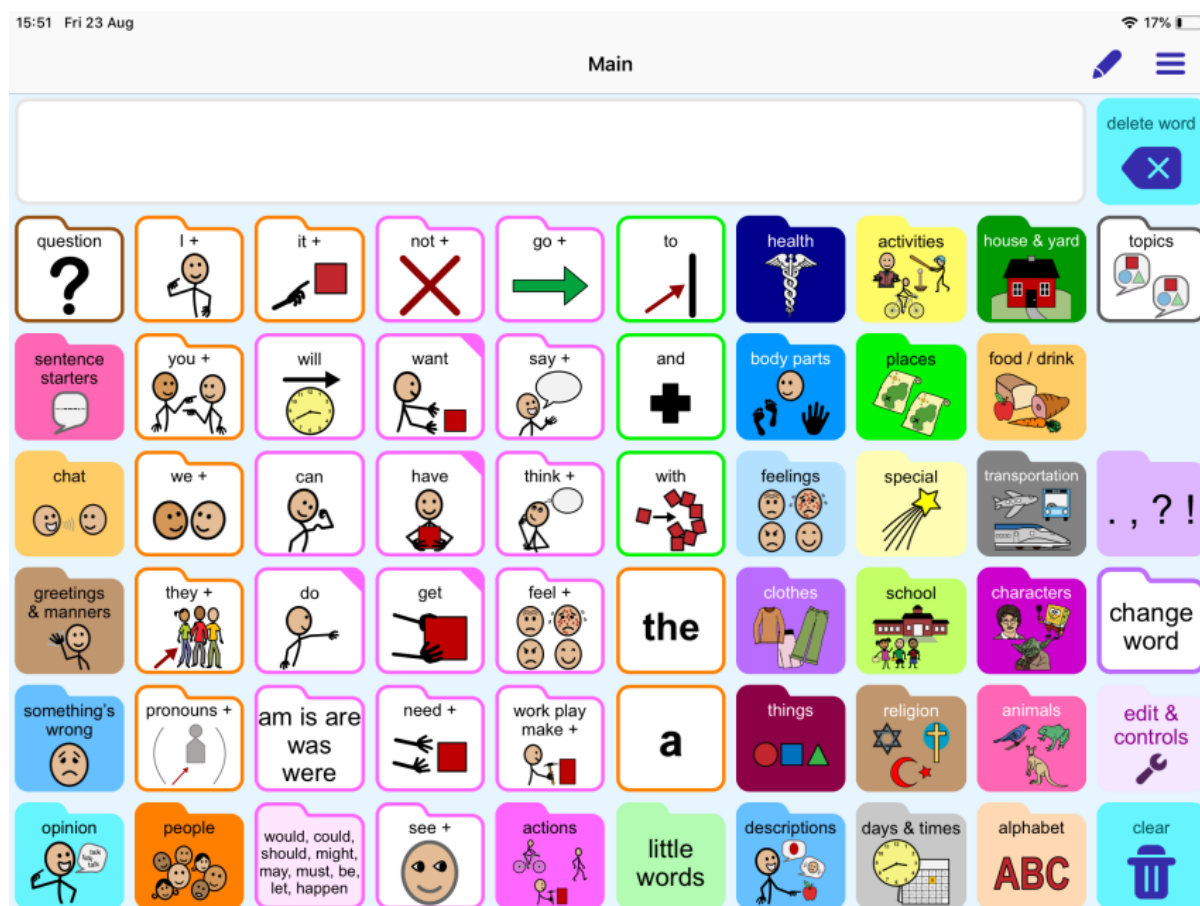 15:51 Fri 23 Aug
17%
Main
delete word
question
I +
it +
not +
go +
to
health
activities
house & yard
topics
sentence
starters
you +
will
want
say +
and
body parts
places
food / drink
chat
we +
can
have
think +
with
feelings
special
transportation
. , ? !
greetings
& manners
they +
do
get
feel +
the
clothes
school
characters
change
word
something's
wrong
pronouns +
am is are
was
were
need +
work play
make +
a
things
religion
animals
edit &
controls
opinion
talk
talk
talk
people
would, could,
should, might,
may, must, be,
let, happen
see +
actions
little
words
descriptions
days & times
alphabet
ABC
clear